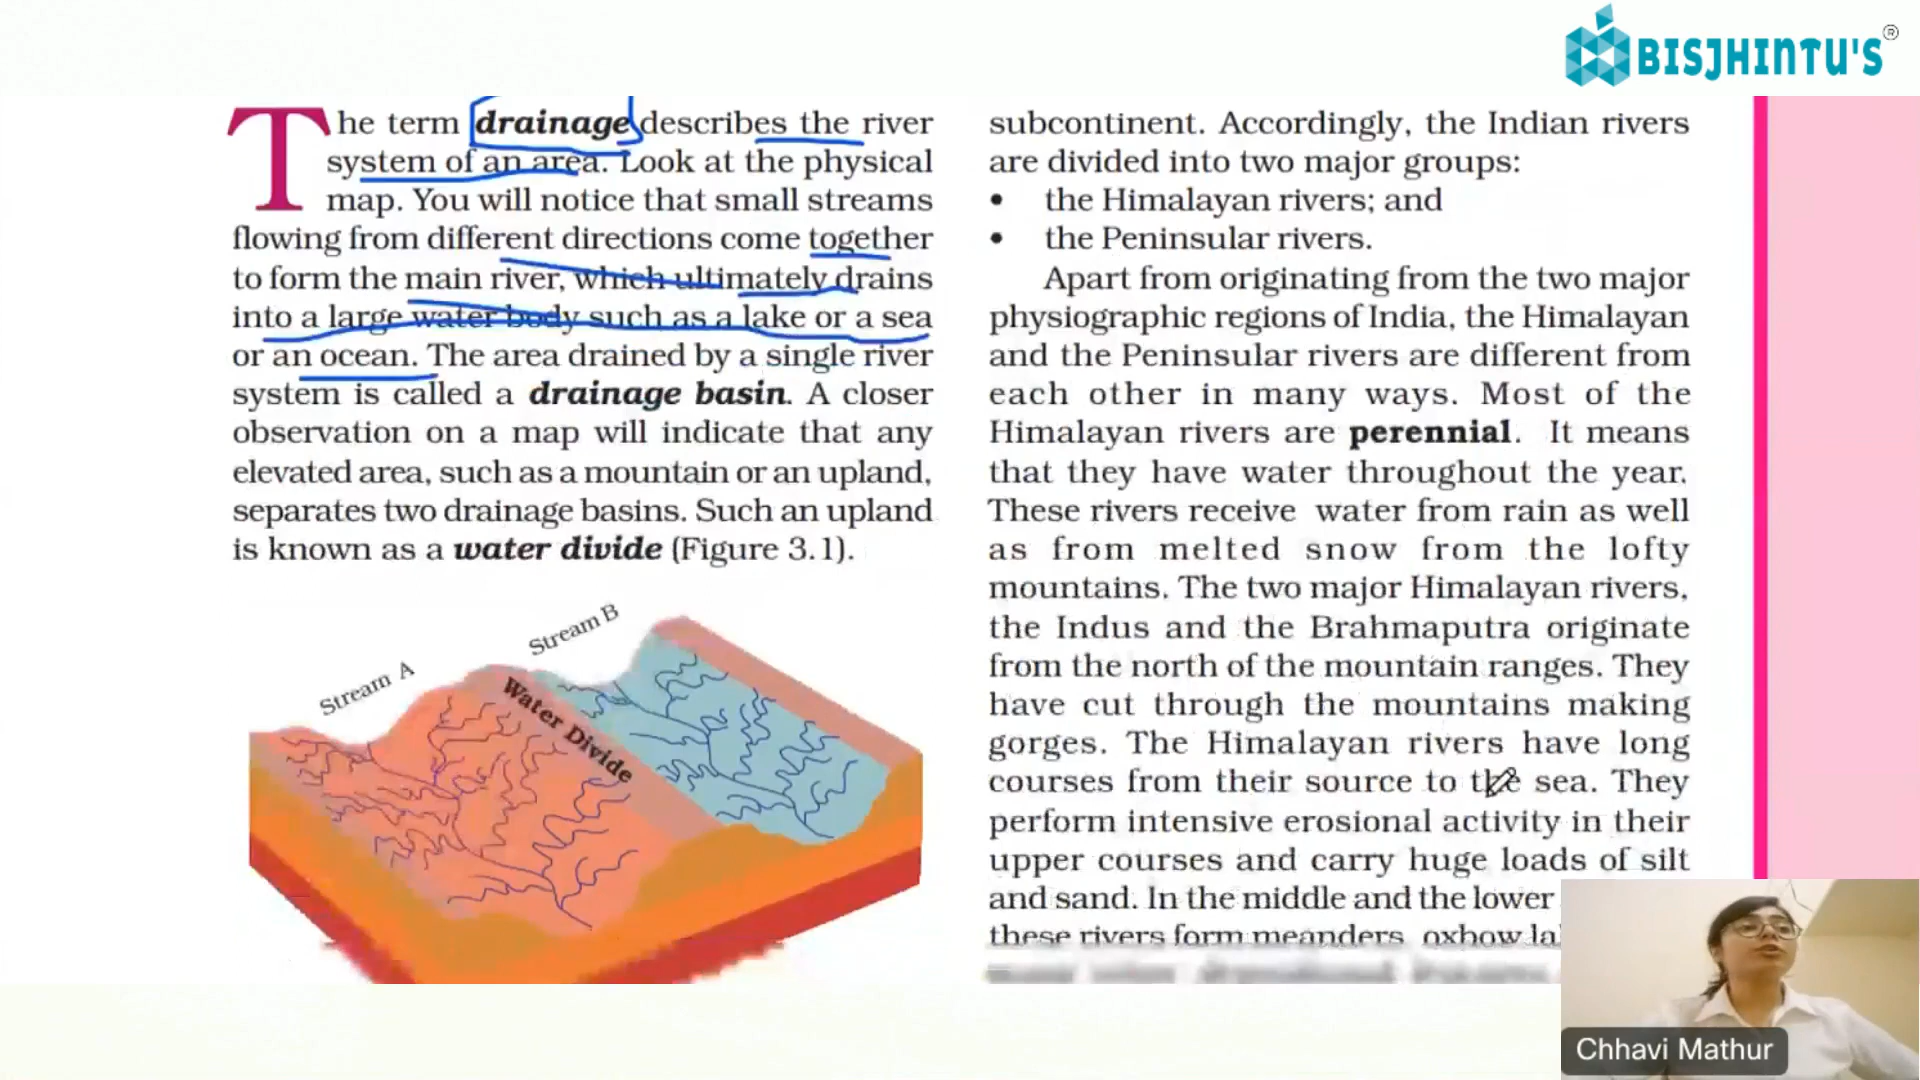 BISJHINTU'S®
The term drainage describes the river
system of an area. Look at the physical
map. You will notice that small streams
flowing from different directions come together
to form the main river, which ultimately drains
into a large water body such as a lake or a sea
or an ocean. The area drained by a single river
system is called a drainage basin. A closer
observation on a map will indicate that any
elevated area, such as a mountain or an upland,
separates two drainage basins. Such an upland
is known as a water divide (Figure 3.1).
Stream A
Stream B
Water Divide
subcontinent. Accordingly, the Indian rivers
are divided into two major groups:
• the Himalayan rivers; and
• the Peninsular rivers.
Apart from originating from the two major
physiographic regions of India, the Himalayan
and the Peninsular rivers are different from
each other in many ways. Most of the
Himalayan rivers are perennial. It means
that they have water throughout the year.
These rivers receive water from rain as well
as from melted snow from the lofty
mountains. The two major Himalayan rivers,
the Indus and the Brahmaputra originate
from the north of the mountain ranges. They
have cut through the mountains making
gorges. The Himalayan rivers have long
courses from their source to the sea. They
perform intensive erosional activity in their
upper courses and carry huge loads of silt
and sand. In the middle and the lower
these rivers form meanders, oxbow
Chhavi Mathur